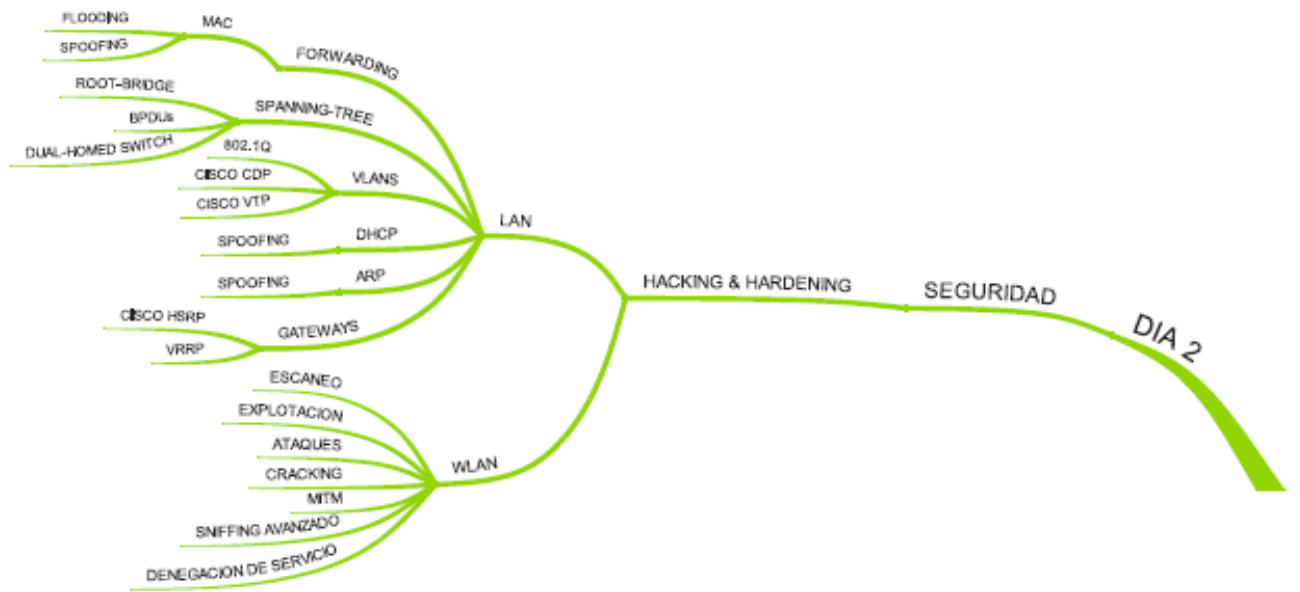 FLOODING
MAC
SPOOFING
FORWARDING
ROOT-BRIDGE
SPANNING-TREE
BPDUs
DUAL-HOMED SWITCH
802.1Q
CISCO CDP
VLANS
CISCO VTP
LAN
SPOOFING
DHCP
SPOOFING
ARP
HACKING & HARDENING
SEGURIDAD
DIA 2
CISCO HSRP
GATEWAYS
VRRP
ESCANEO
EXPLOTACION
ATAQUES
WLAN
CRACKING
MITM
SNIFFING AVANZADO
DENEGACION DE SERVICIO